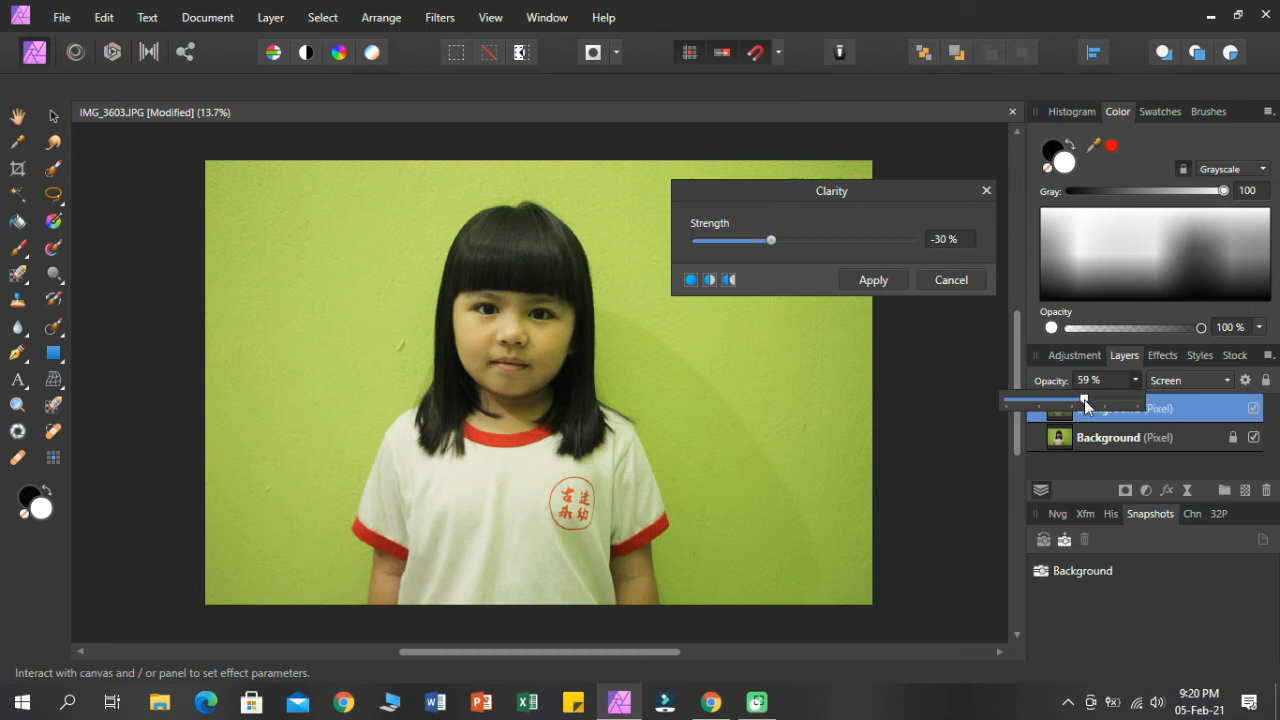 File Edit Text Document Layer Select Arrange Filters View Window Help
IMG_3603.JPG [Modified] (13.7%)
Histogram Color Swatches Brushes
Grayscale
Gray: 100
Clarity
Strength
-30 %
Apply Cancel
Opacity
100 %
Adjustment Layers Effects Styles Stock
Opacity: 59 % Screen
(Pixel)
Background (Pixel)
Nvg Xfm His Snapshots Chn 32P
Background
Interact with canvas and / or panel to set effect parameters.
9:20 PM
05-Feb-21